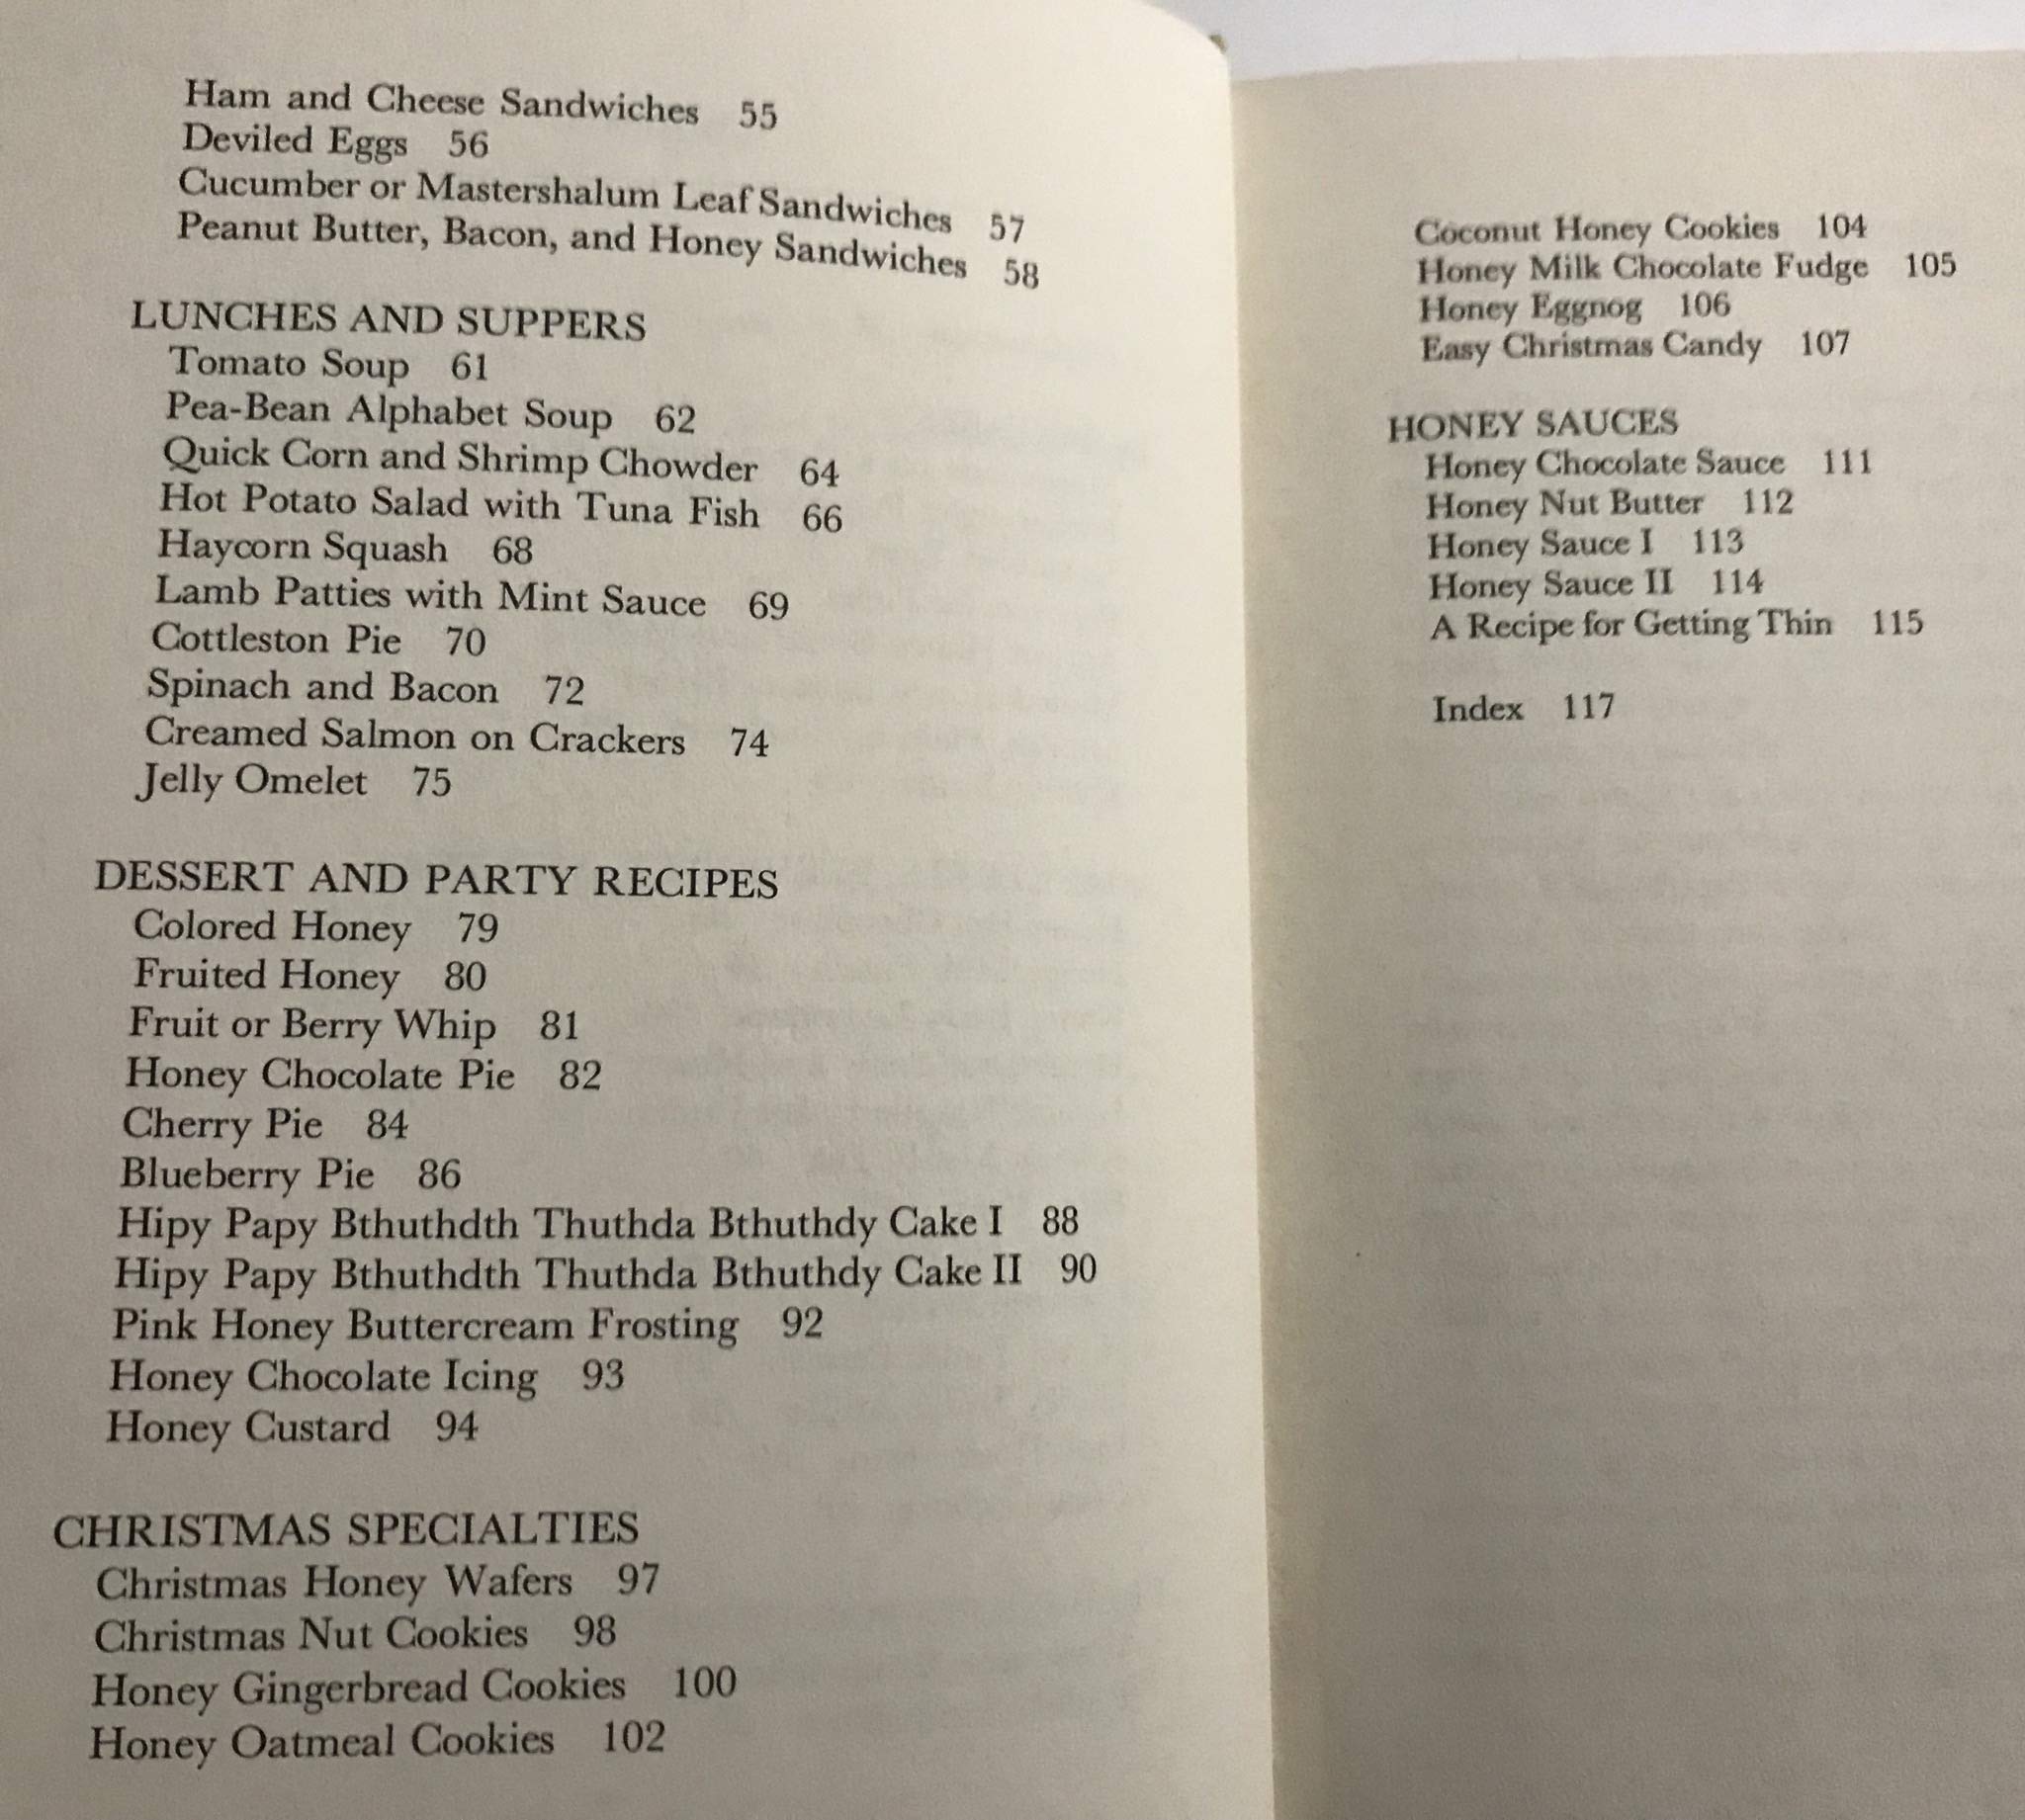 Ham and Cheese Sandwiches 55
Deviled Eggs 56
Cucumber or Mastershalum Leaf Sandwiches 57
Peanut Butter, Bacon, and Honey Sandwiches 58
LUNCHES AND SUPPERS
Tomato Soup 61
Pea-Bean Alphabet Soup 62
Quick Corn and Shrimp Chowder 64
Hot Potato Salad with Tuna Fish 66
Haycorn Squash 68
Lamb Patties with Mint Sauce 69
Cottleston Pie 70
Spinach and Bacon 72
Creamed Salmon on Crackers 74
Jelly Omelet 75
DESSERT AND PARTY RECIPES
Colored Honey 79
Fruited Honey 80
Fruit or Berry Whip 81
Honey Chocolate Pie 82
Cherry Pie 84
Blueberry Pie 86
Hipy Papy Bthuthdth Thuthda Bthuthdy Cake I 88
Hipy Papy Bthuthdth Thuthda Bthuthdy Cake II 90
Pink Honey Buttercream Frosting 92
Honey Chocolate Icing 93
Honey Custard 94
CHRISTMAS SPECIALTIES
Christmas Honey Wafers 97
Christmas Nut Cookies 98
Honey Gingerbread Cookies 100
Honey Oatmeal Cookies 102
Coconut Honey Cookies 104
Honey Milk Chocolate Fudge 105
Honey Eggnog 106
Easy Christmas Candy 107
HONEY SAUCES
Honey Chocolate Sauce 111
Honey Nut Butter 112
Honey Sauce I 113
Honey Sauce II 114
A Recipe for Getting Thin 115
Index 117